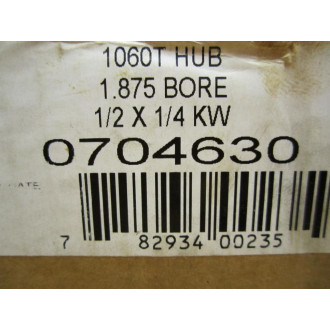 1060T HUB
1.875 BORE
1/2 X 1/4 KW
0704630
7 82934 00235